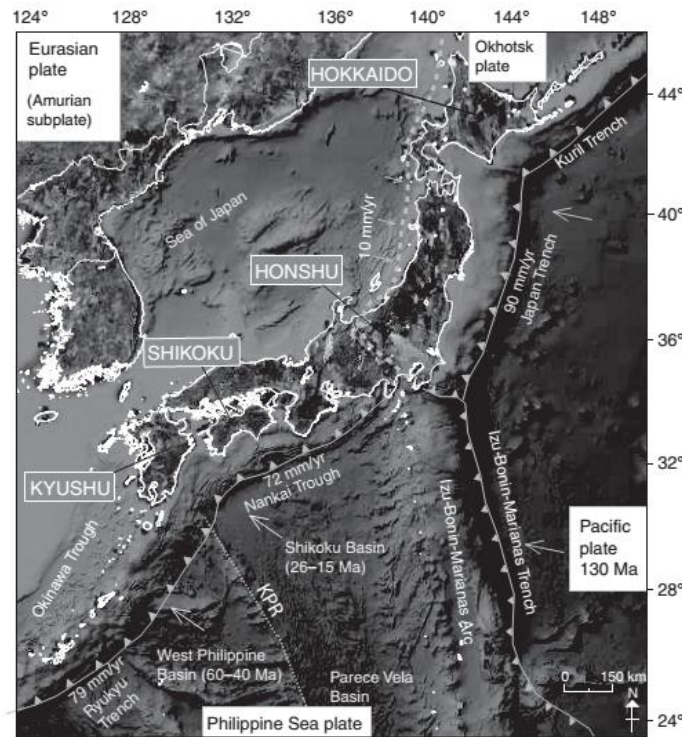 124°
128°
132°
136°
140°
144°
148°
Eurasian
plate
(Amurian
subplate)
Okhotsk
plate
HOKKAIDO
44°
Kuril Trench
Sea of Japan
10 mm/yr
40°
HONSHU
90 mm/yr
Japan Trench
36°
SHIKOKU
KYUSHU
72 mm/yr
Nankai Trough
32°
Izu-Bonin-Marianas Trench
Izu-Bonin-Marianas Arc
Okinawa Trough
Shikoku Basin
(26–15 Ma)
Pacific
plate
130 Ma
KPR
28°
West Philippine
Basin (60–40 Ma)
Parece Vela
Basin
79 mm/yr
Ryukyu
Trench
Philippine Sea plate
0 150 km
N
24°